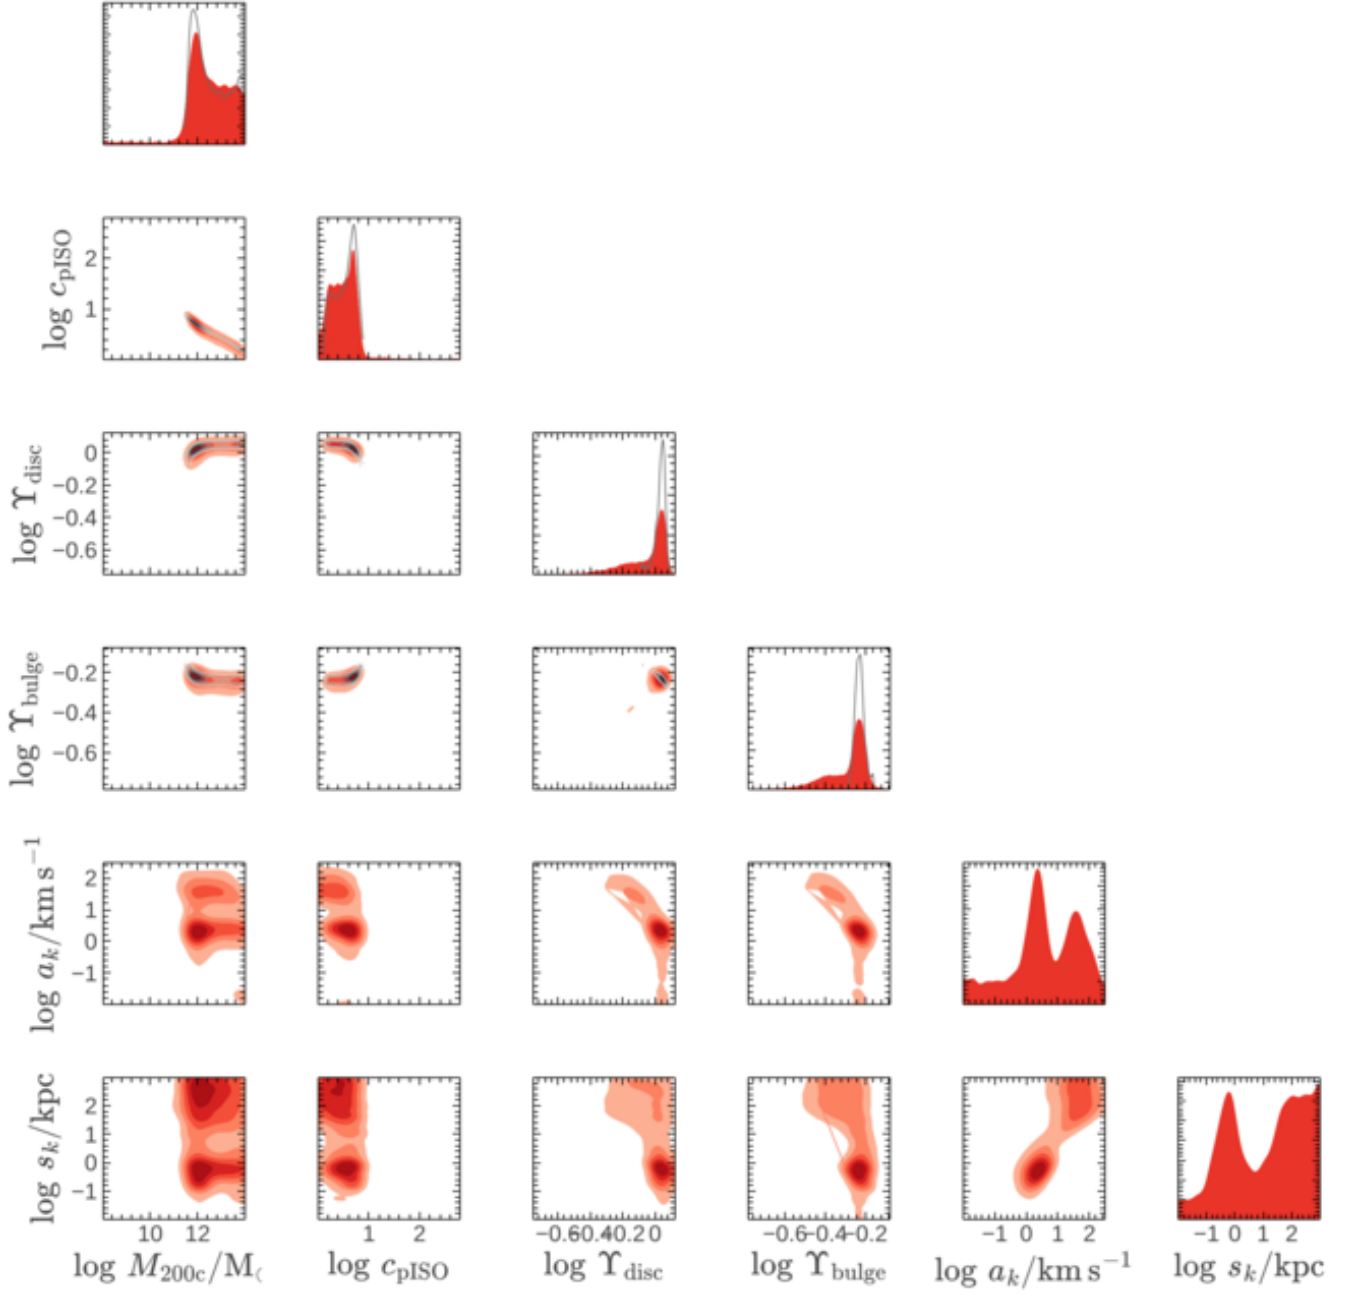 log c_pISO
2
1
log ϒ_disc
0
−0.2
−0.4
−0.6
log ϒ_bulge
−0.2
−0.4
−0.6
log a_k/km s⁻¹
2
1
0
−1
log s_k/kpc
2
1
0
−1
10 12
1 2
−0.6 0.4 0.2 0
−0.6 −0.4 −0.2
−1 0 1 2
−1 0 1 2
log M_200c/M
log c_pISO
log ϒ_disc
log ϒ_bulge
log a_k/km s⁻¹
log s_k/kpc